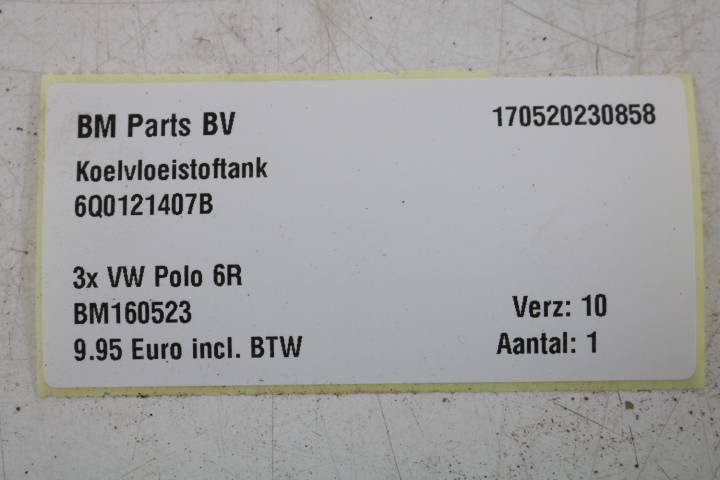 BM Parts BV 170520230858
Koelvloeistoftank
6Q0121407B
3x VW Polo 6R
BM160523 Verz: 10
9.95 Euro incl. BTW Aantal: 1